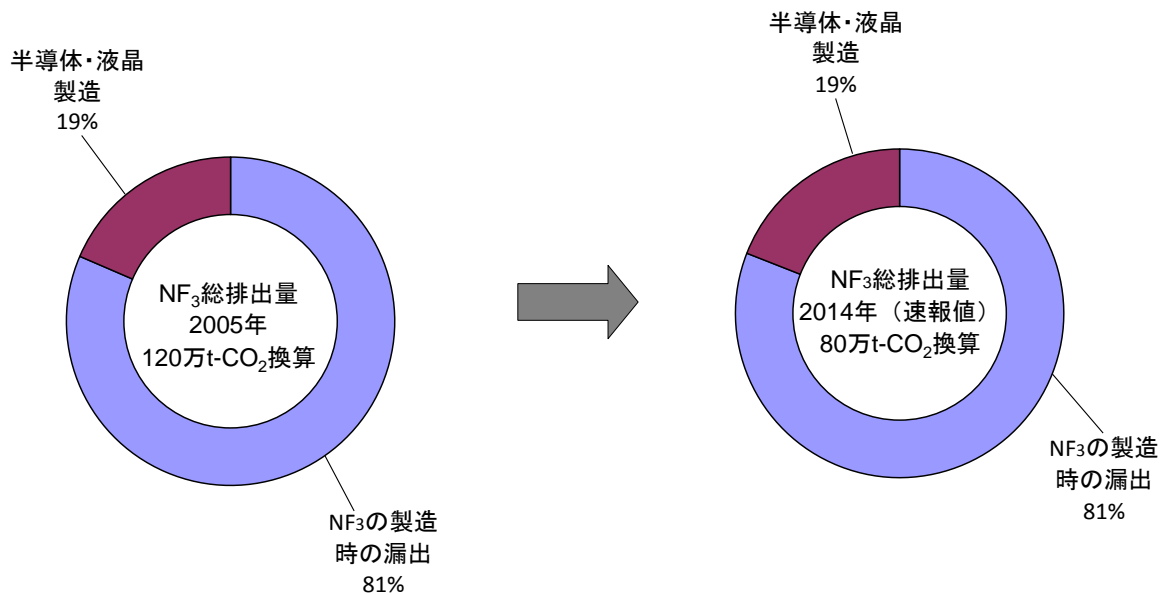 半導体・液晶
製造
19%
NF₃総排出量
2005年
120万t-CO₂換算
NF₃の製造
時の漏出
81%
半導体・液晶
製造
19%
NF₃総排出量
2014年（速報値）
80万t-CO₂換算
NF₃の製造
時の漏出
81%